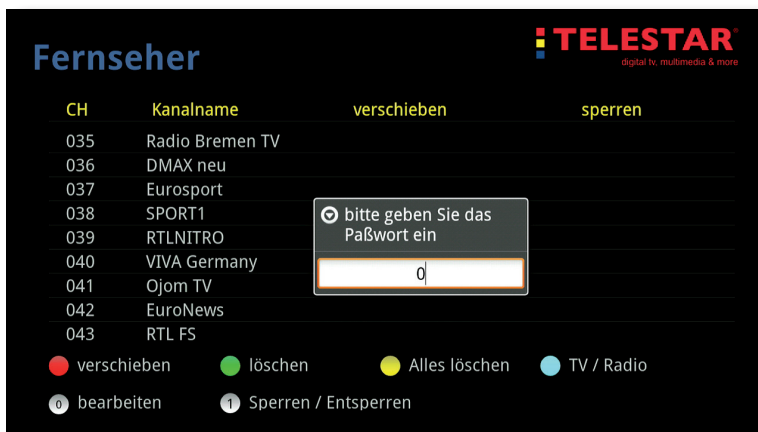 Fernseher
TELESTAR
digital tv, multimedia & more
CH Kanalname verschieben sperren
035 Radio Bremen TV
036 DMAX neu
037 Eurosport
038 SPORT1
039 RTLNITRO
040 VIVA Germany
041 Ojom TV
042 EuroNews
043 RTL FS
bitte geben Sie das
Paßwort ein
0
verschieben löschen Alles löschen TV / Radio
0 bearbeiten 1 Sperren / Entsperren